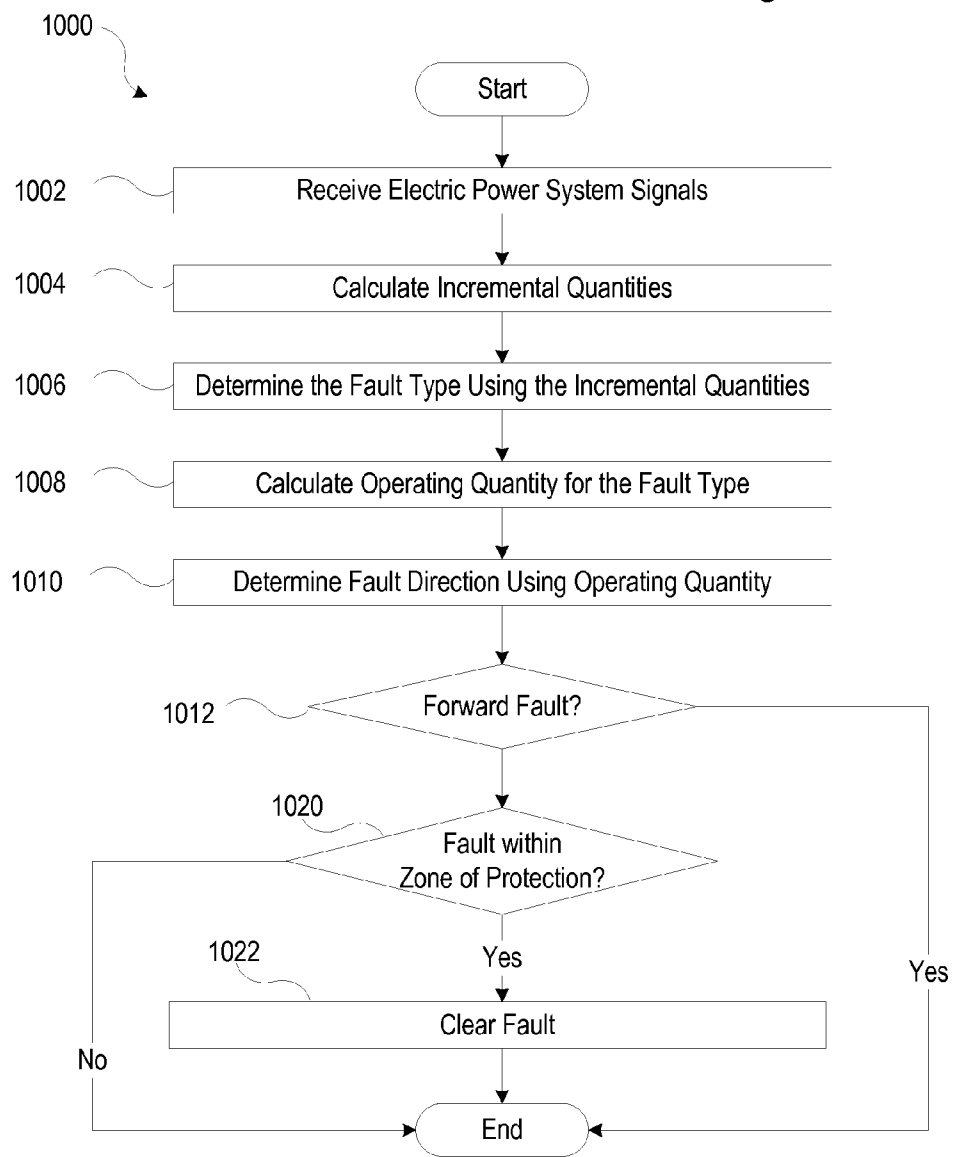 1000
Start
1002
Receive Electric Power System Signals
1004
Calculate Incremental Quantities
1006
Determine the Fault Type Using the Incremental Quantities
1008
Calculate Operating Quantity for the Fault Type
1010
Determine Fault Direction Using Operating Quantity
1012
Forward Fault?
1020
Fault within
Zone of Protection?
1022
Yes
Yes
Clear Fault
No
End